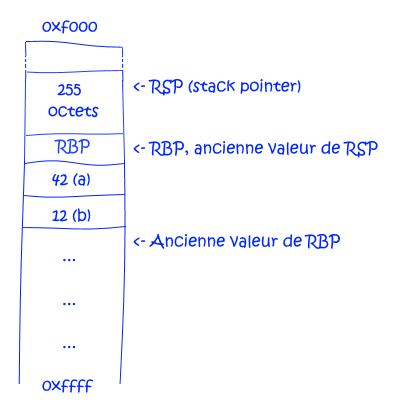 0xf000
255
octets
<- RSP (stack pointer)
RBP
<- RBP, ancienne valeur de RSP
42 (a)
12 (b)
<- Ancienne valeur de RBP
...
...
...
0xffff